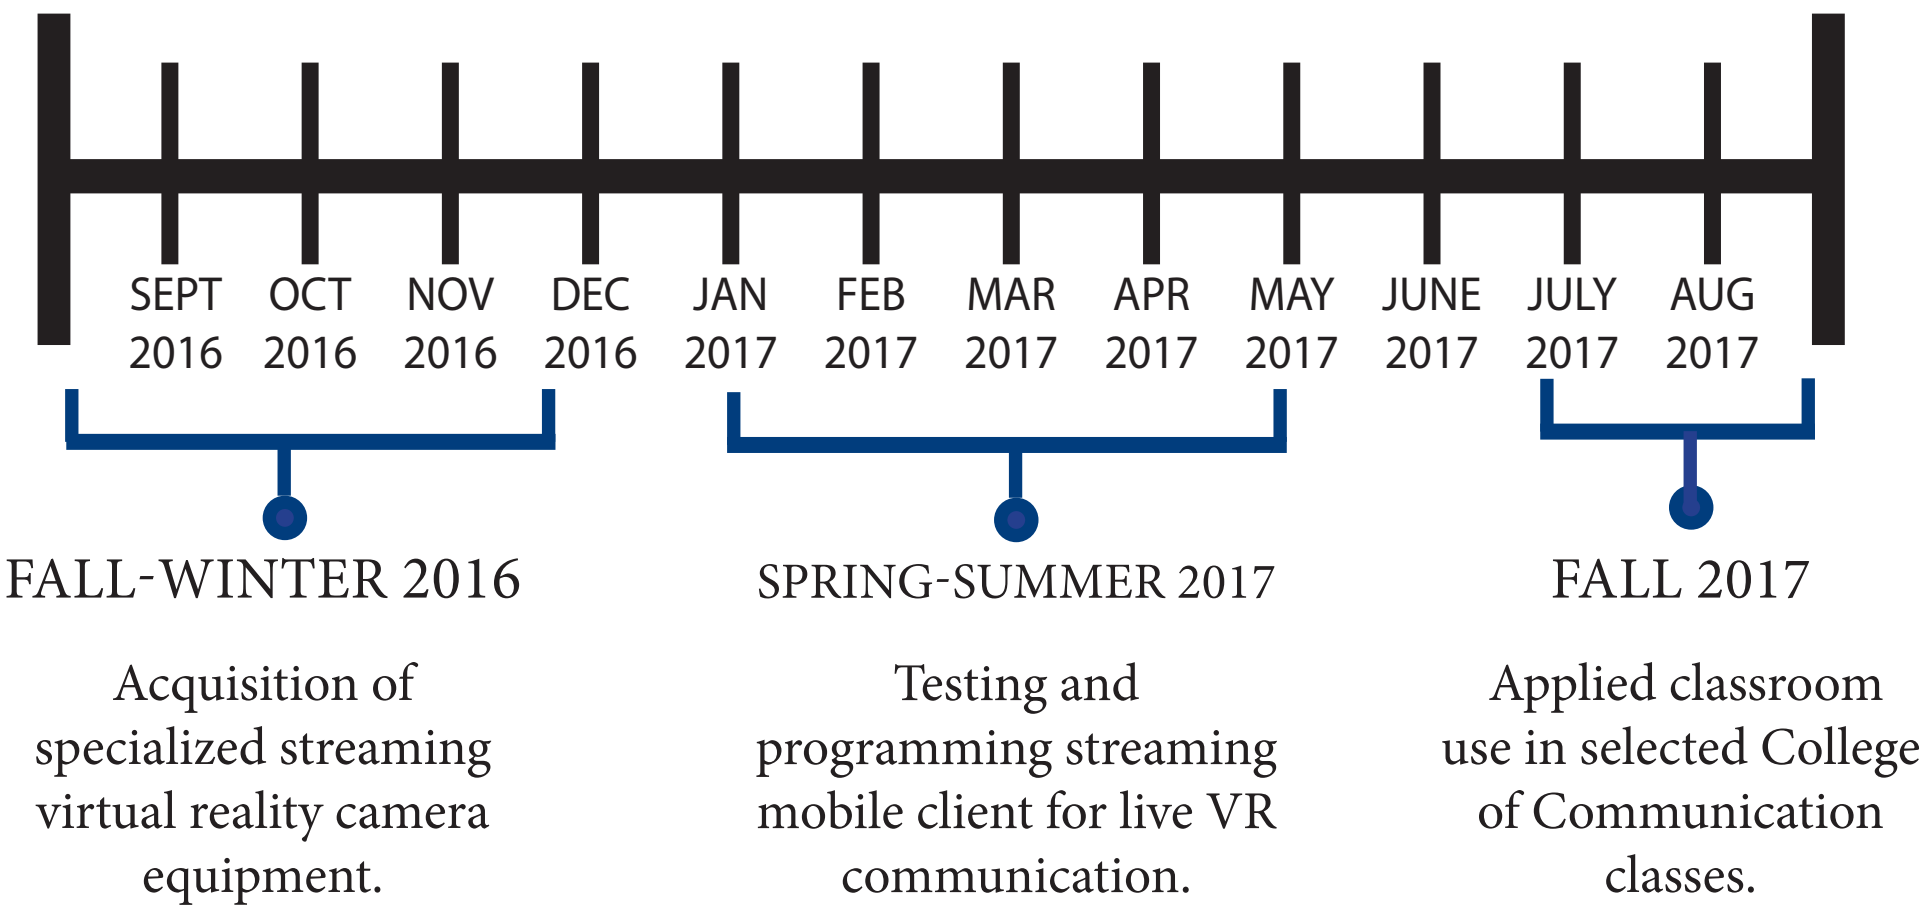 SEPT OCT NOV DEC JAN FEB MAR APR MAY JUNE JULY AUG
2016 2016 2016 2016 2017 2017 2017 2017 2017 2017 2017 2017
FALL-WINTER 2016
Acquisition of
specialized streaming
virtual reality camera
equipment.
SPRING-SUMMER 2017
Testing and
programming streaming
mobile client for live VR
communication.
FALL 2017
Applied classroom
use in selected College
of Communication
classes.